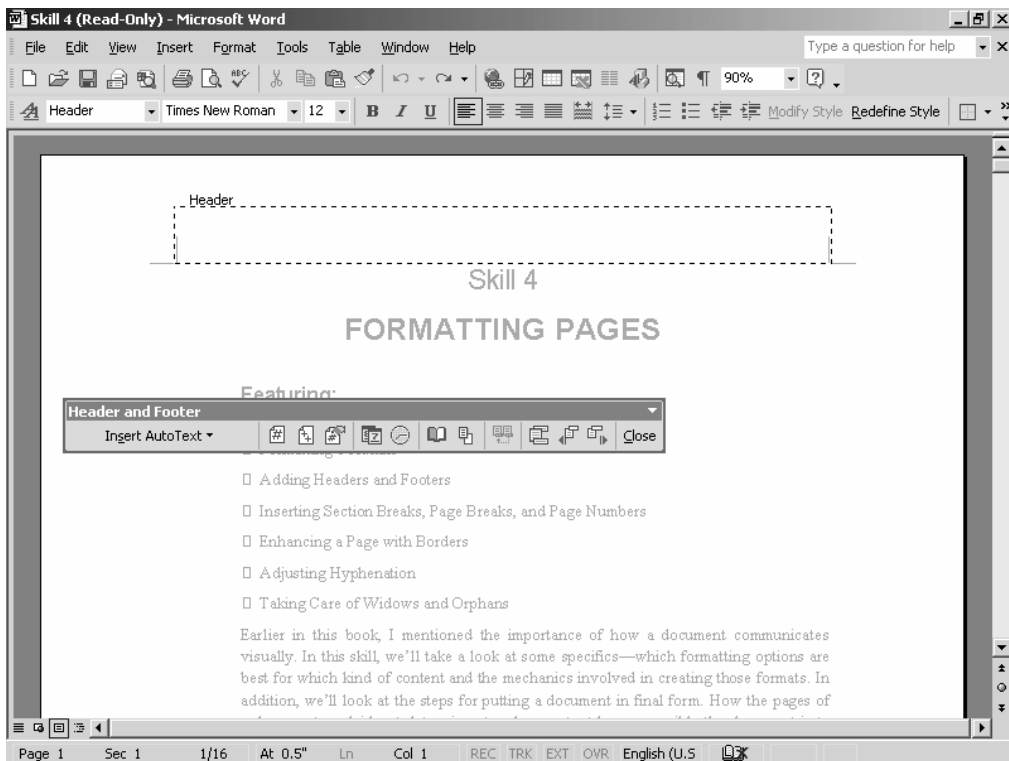 Skill 4 (Read-Only) - Microsoft Word
File Edit View Insert Format Tools Table Window Help Type a question for help
90%
Header Times New Roman 12 B I U Modify Style Redefine Style
Header
Skill 4
FORMATTING PAGES
Featuring:
Header and Footer
Insert AutoText Close
Adding Headers and Footers
Inserting Section Breaks, Page Breaks, and Page Numbers
Enhancing a Page with Borders
Adjusting Hyphenation
Taking Care of Widows and Orphans
Earlier in this book, I mentioned the importance of how a document communicates
visually. In this skill, we'll take a look at some specifics—which formatting options are
best for which kind of content and the mechanics involved in creating those formats. In
addition, we'll look at the steps for putting a document in final form. How the pages of
Page 1 Sec 1 1/16 At 0.5" Ln Col 1 REC TRK EXT OVR English (U.S